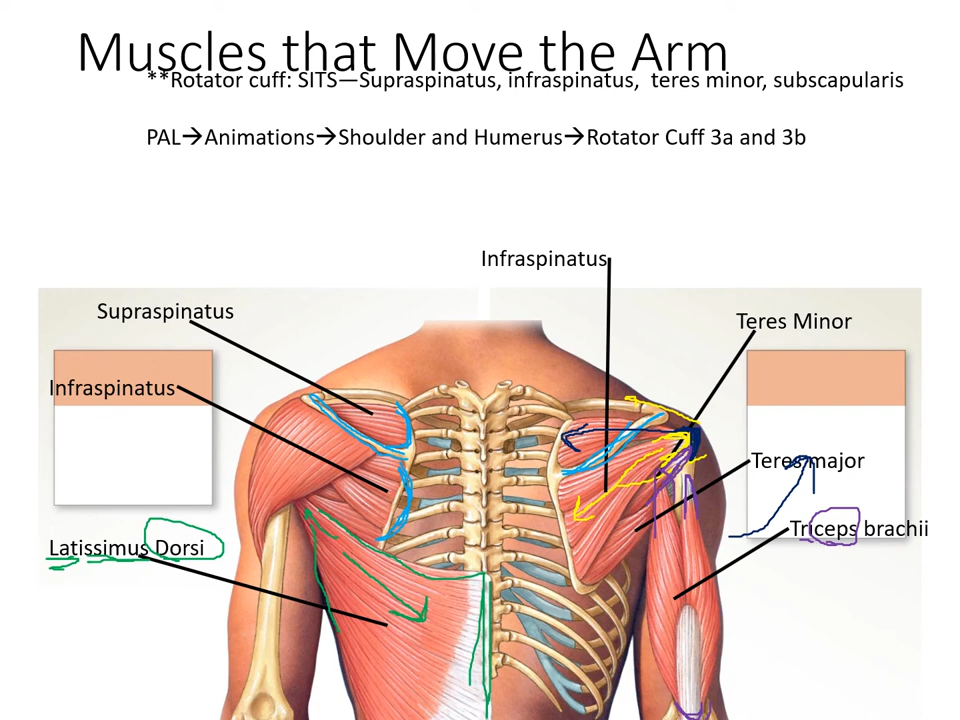 Muscles that Move the Arm
**Rotator cuff: SITS—Supraspinatus, infraspinatus,  teres minor, subscapularis
PAL→Animations→Shoulder and Humerus→Rotator Cuff 3a and 3b
Infraspinatus
Supraspinatus
Teres Minor
Infraspinatus
Teres major
Triceps brachii
Latissimus Dorsi